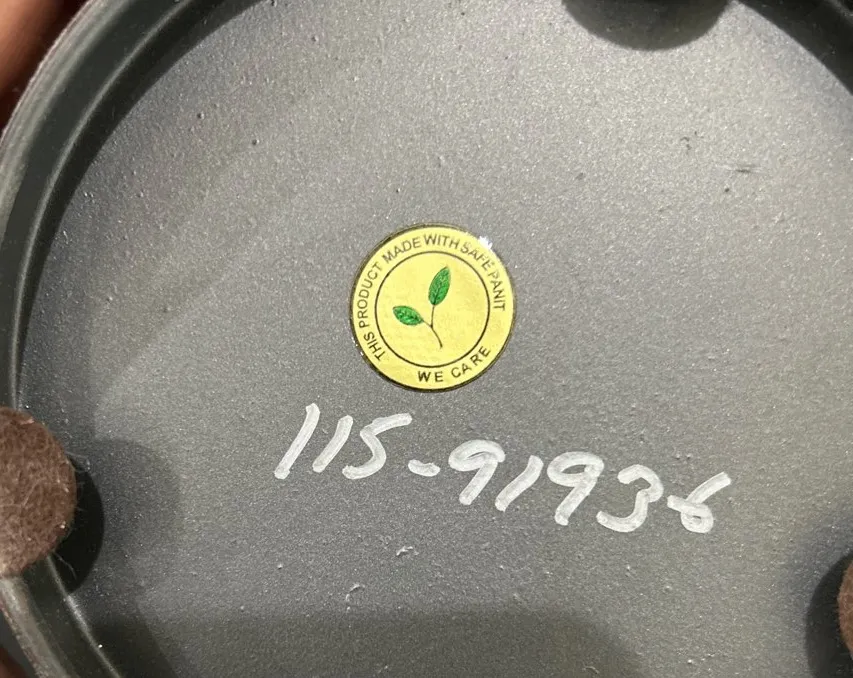 THIS PRODUCT MADE WITH SAFE PANIT
WE CARE
115-91936